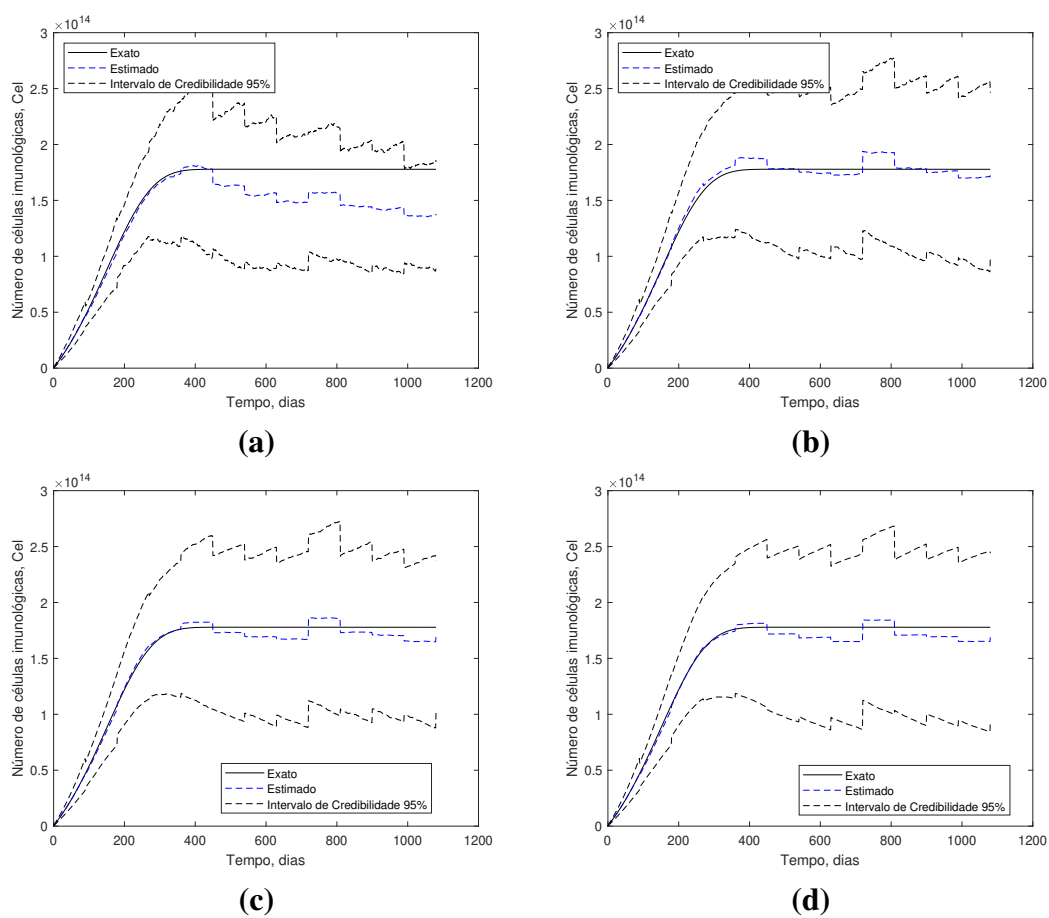 ×10^14
Número de células imunológicas, Cel
3
2.5
2
1.5
1
0.5
0
Exato
Estimado
Intervalo de Credibilidade 95%
0 200 400 600 800 1000 1200
Tempo, dias
(a)
×10^14
Número de células imunológicas, Cel
3
2.5
2
1.5
1
0.5
0
Exato
Estimado
Intervalo de Credibilidade 95%
0 200 400 600 800 1000 1200
Tempo, dias
(b)
×10^14
Número de células imunológicas, Cel
3
2.5
2
1.5
1
0.5
0
Exato
Estimado
Intervalo de Credibilidade 95%
0 200 400 600 800 1000 1200
Tempo, dias
(c)
×10^14
Número de células imunológicas, Cel
3
2.5
2
1.5
1
0.5
0
Exato
Estimado
Intervalo de Credibilidade 95%
0 200 400 600 800 1000 1200
Tempo, dias
(d)